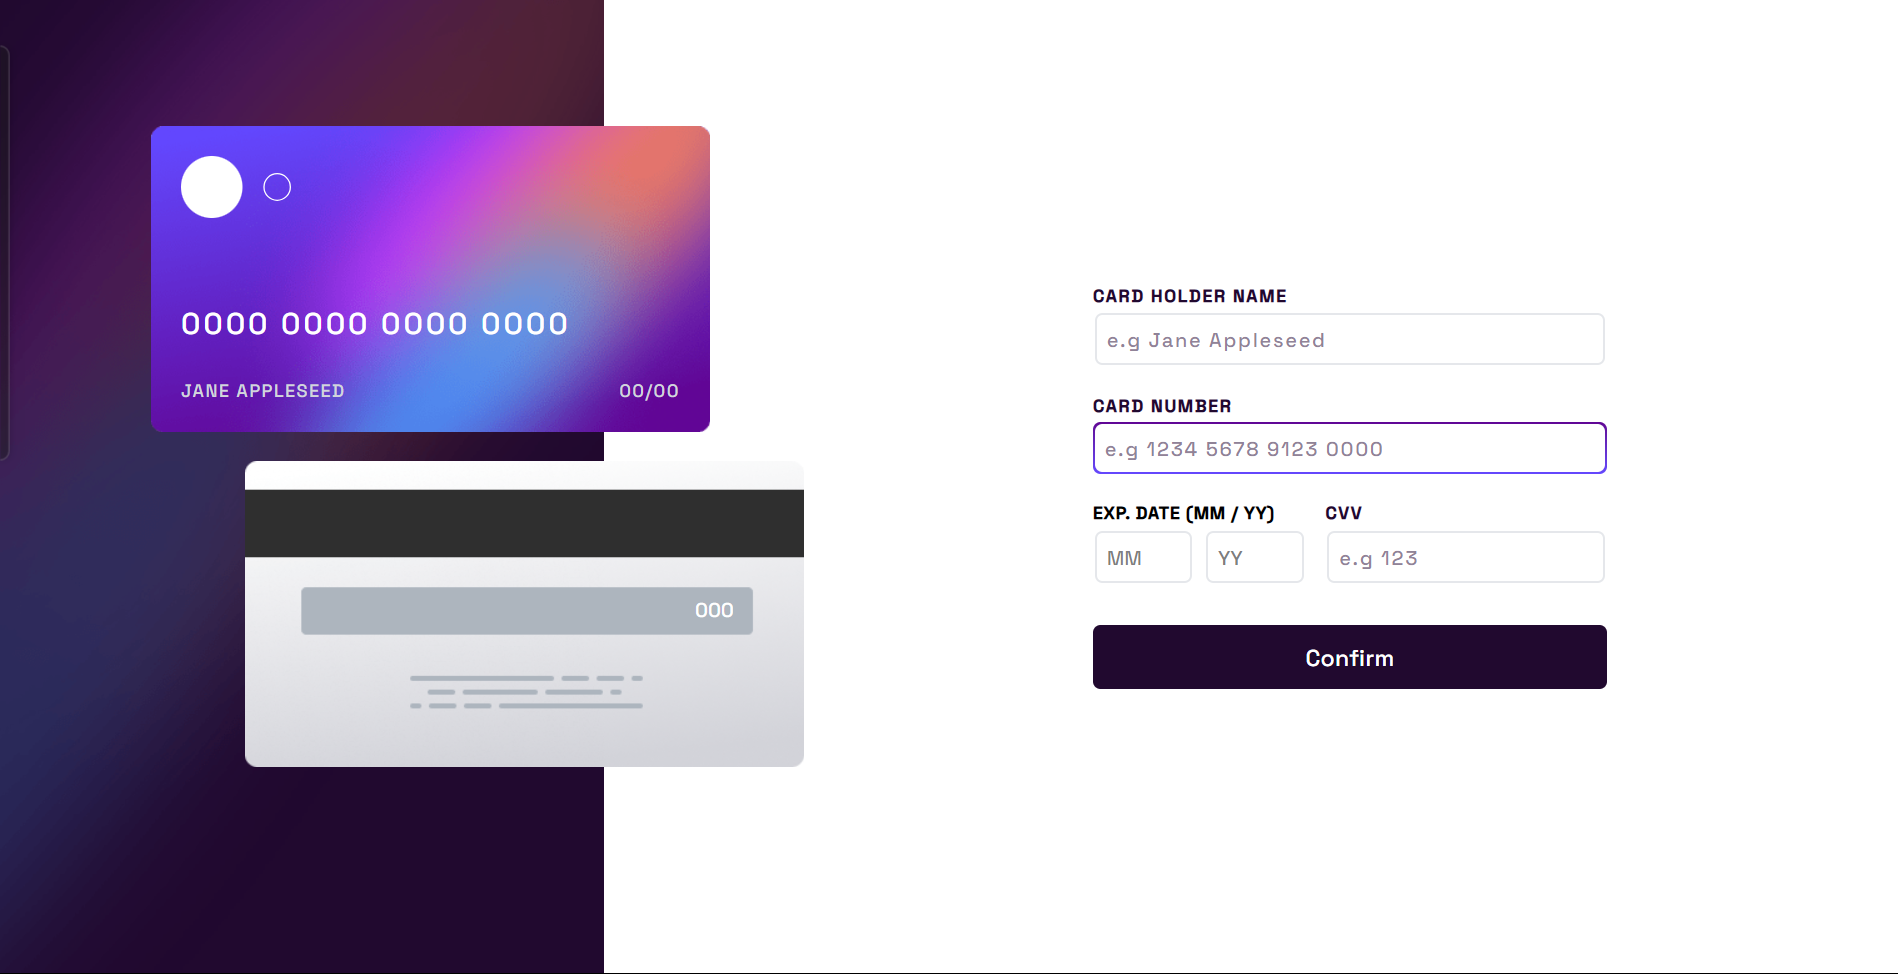 0000 0000 0000 0000
JANE APPLESEED 00/00
000
CARD HOLDER NAME
e.g Jane Appleseed
CARD NUMBER
e.g 1234 5678 9123 0000
EXP. DATE (MM / YY) CVV
MM YY e.g 123
Confirm